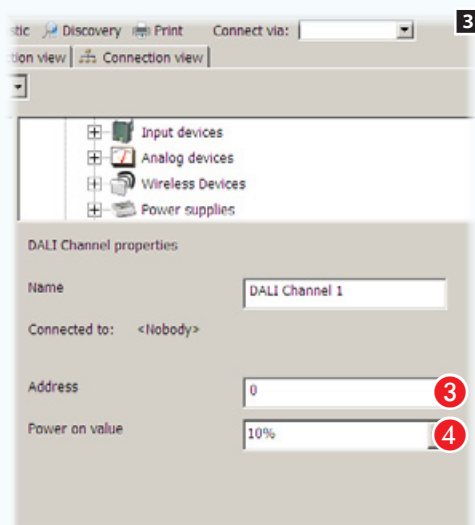 3
stic Discovery Print Connect via:
tion view Connection view
Input devices
Analog devices
Wireless Devices
Power supplies
DALI Channel properties
Name DALI Channel 1
Connected to: <Nobody>
Address 0 3
Power on value 10% 4